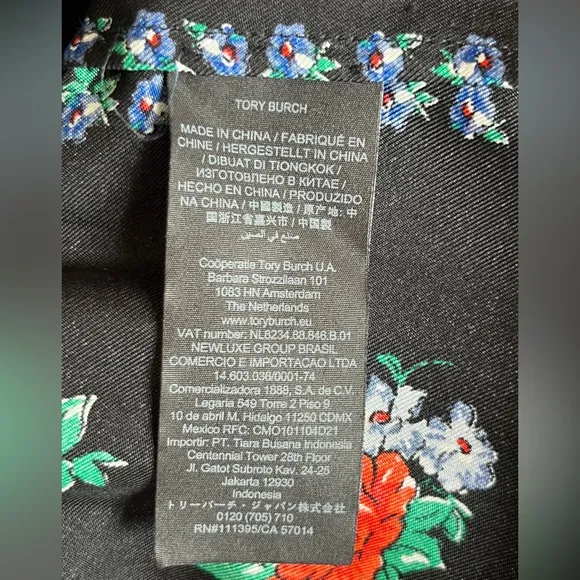 TORY BURCH
MADE IN CHINA / FABRIQUÉ EN
CHINE / HERGESTELLT IN CHINA
/ DIBUAT DI TIONGKOK /
ИЗГОТОВЛЕНО В КИТАЕ /
HECHO EN CHINA / PRODUZIDO
NA CHINA / 中國製造 / 原产地: 中
国浙江省嘉兴市 / 中国製
صنع في الصين
Coöperatie Tory Burch U.A.
Barbara Strozzilaan 101
1083 HN Amsterdam
The Netherlands
www.toryburch.eu
VAT number: NL8234.88.846.B.01
NEWLUXE GROUP BRASIL
COMERCIO E IMPORTACAO LTDA
14.603.036/0001-74
Comercializadora 1888, S.A. de C.V.
Legaria 549 Torre 2 Piso 9
10 de abril M. Hidalgo 11250 CDMX
Mexico RFC: CMO101104D21
Importir: PT. Tiara Busana Indonesia
Centennial Tower 28th Floor
Jl. Gatot Subroto Kav. 24-25
Jakarta 12930
Indonesia
トリーバーチ・ジャパン(株)
0120 (705) 710
RN#111395/CA 57014